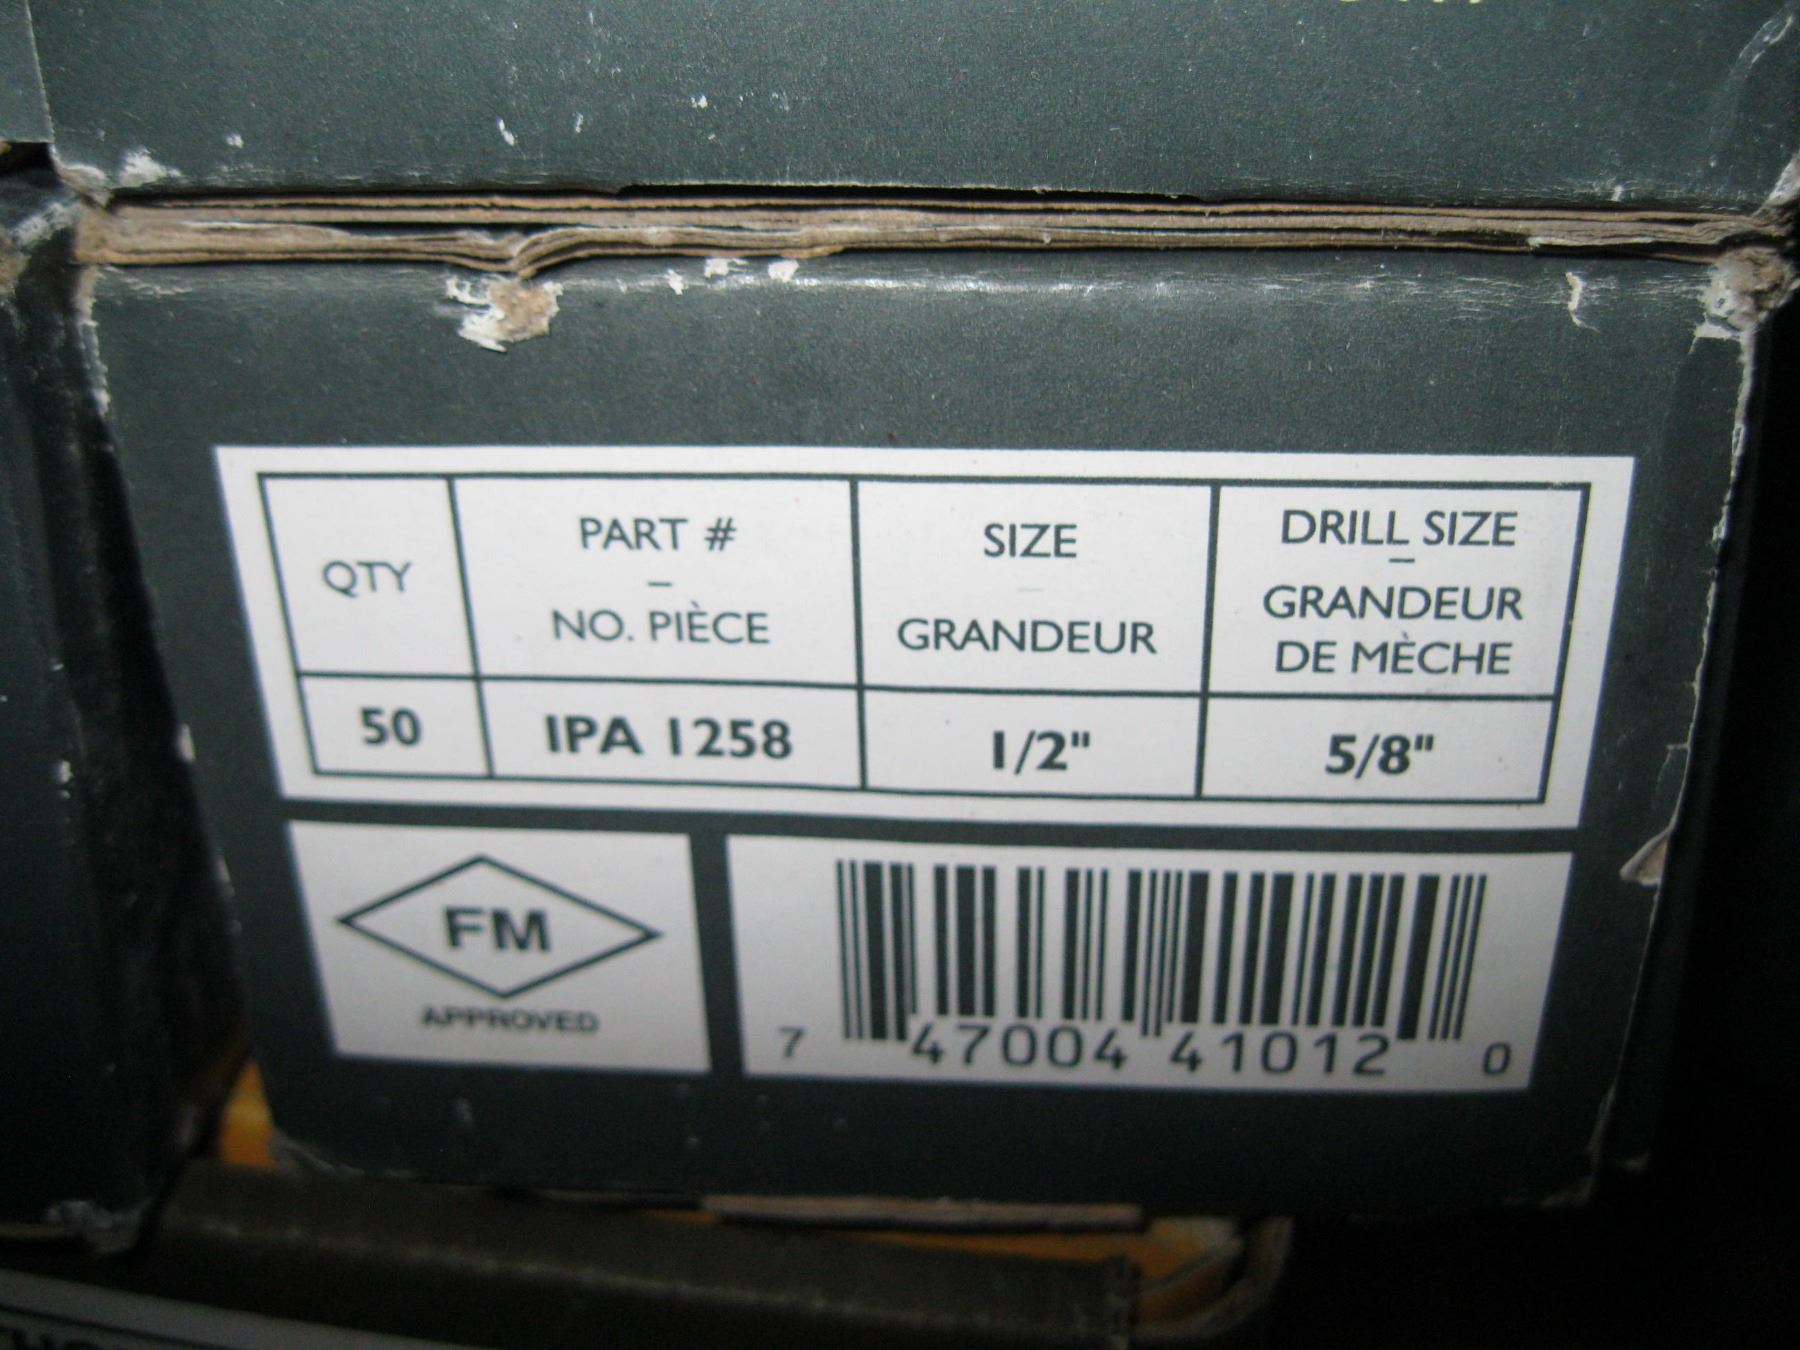 QTY
PART #
–
NO. PIÈCE
SIZE
–
GRANDEUR
DRILL SIZE
–
GRANDEUR
DE MÈCHE
50
IPA 1258
1/2"
5/8"
FM
APPROVED
7 47004 41012 0